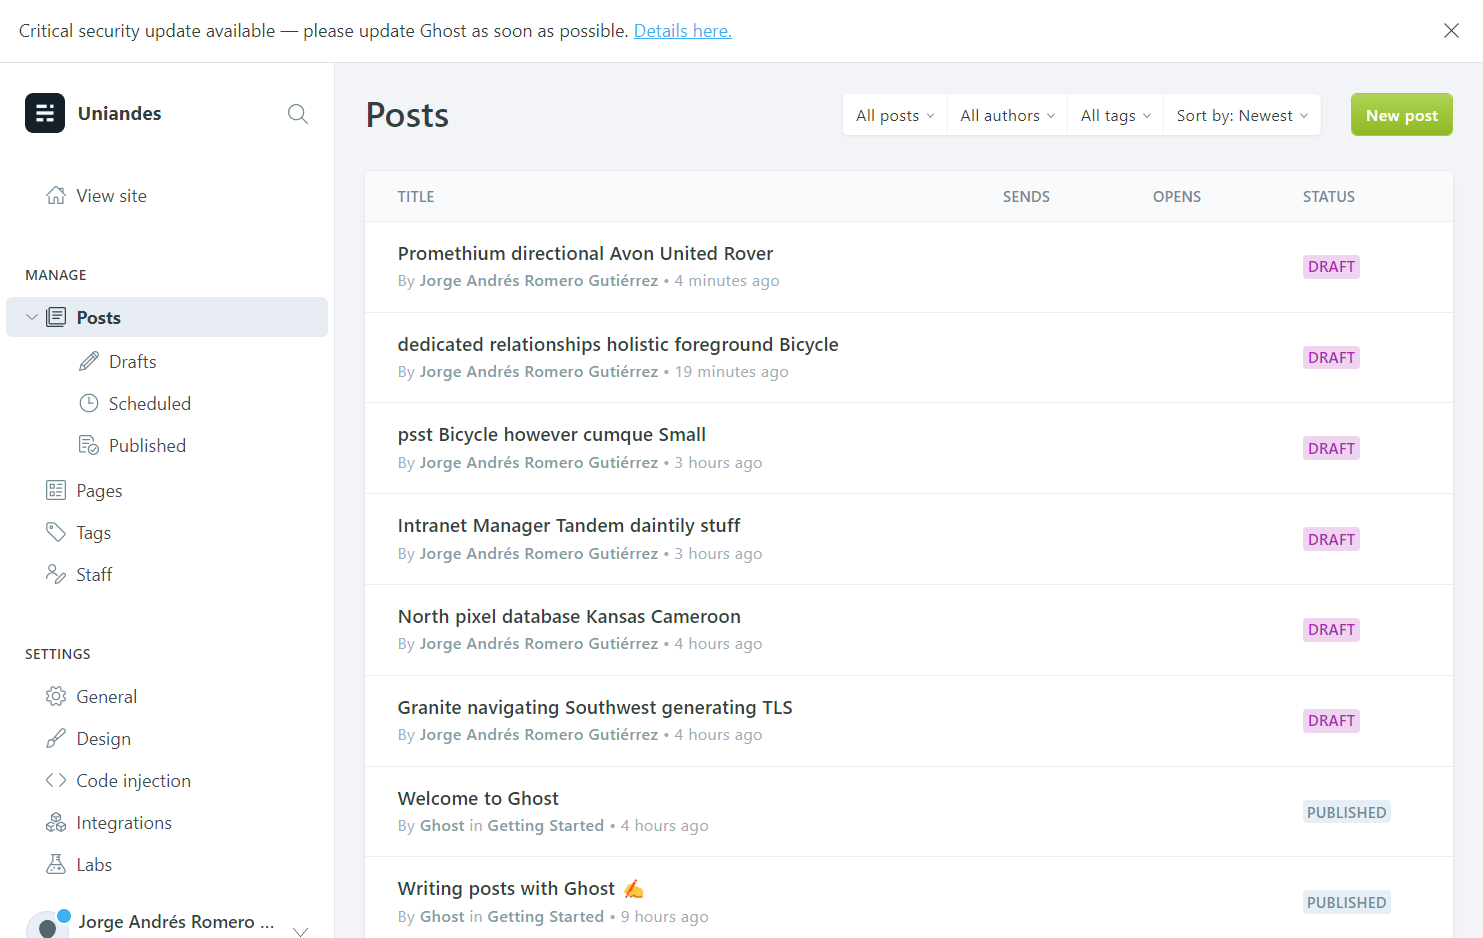 Critical security update available — please update Ghost as soon as possible. Details here.
Uniandes
View site
MANAGE
Posts
Drafts
Scheduled
Published
Pages
Tags
Staff
SETTINGS
General
Design
Code injection
Integrations
Labs
Jorge Andrés Romero ...
Posts
All posts
All authors
All tags
Sort by: Newest
New post
TITLE SENDS OPENS STATUS
Promethium directional Avon United Rover
By Jorge Andrés Romero Gutiérrez • 4 minutes ago
DRAFT
dedicated relationships holistic foreground Bicycle
By Jorge Andrés Romero Gutiérrez • 19 minutes ago
DRAFT
psst Bicycle however cumque Small
By Jorge Andrés Romero Gutiérrez • 3 hours ago
DRAFT
Intranet Manager Tandem daintily stuff
By Jorge Andrés Romero Gutiérrez • 3 hours ago
DRAFT
North pixel database Kansas Cameroon
By Jorge Andrés Romero Gutiérrez • 4 hours ago
DRAFT
Granite navigating Southwest generating TLS
By Jorge Andrés Romero Gutiérrez • 4 hours ago
DRAFT
Welcome to Ghost
By Ghost in Getting Started • 4 hours ago
PUBLISHED
Writing posts with Ghost ✍️
By Ghost in Getting Started • 9 hours ago
PUBLISHED